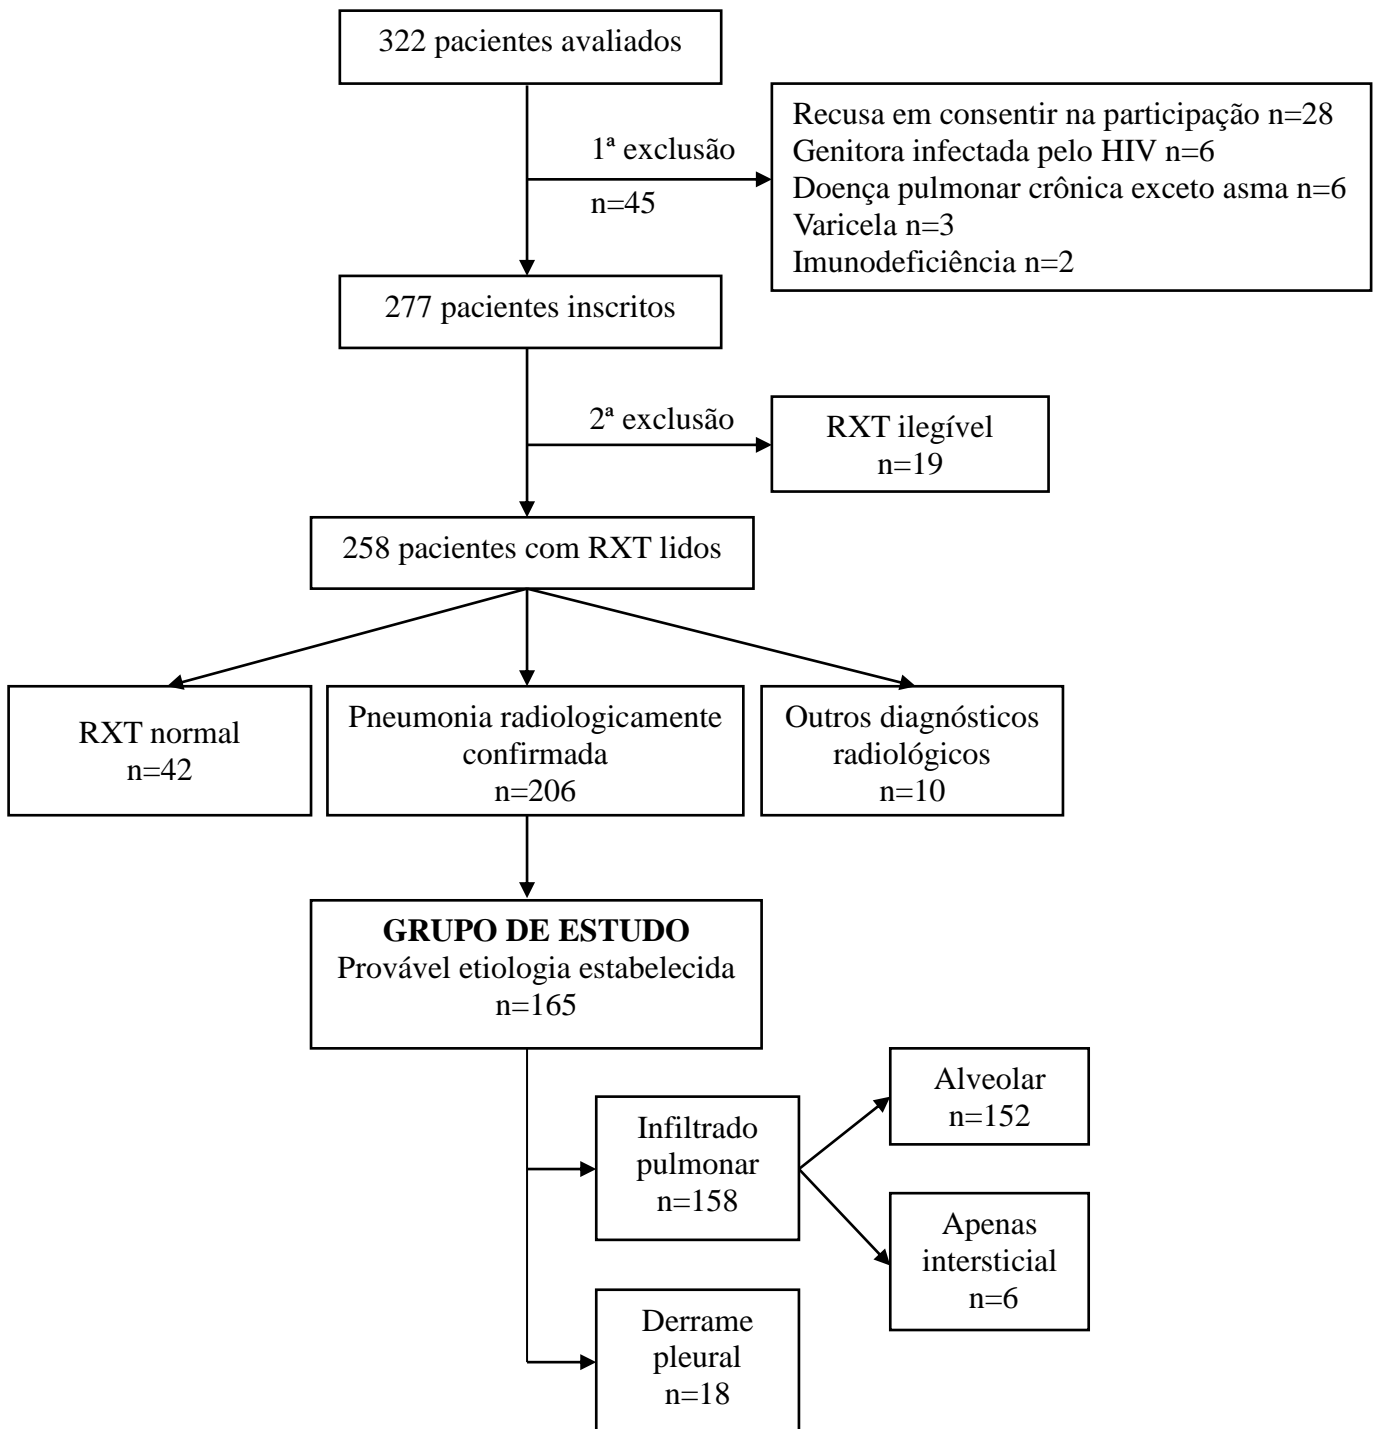 322 pacientes avaliados
1ª exclusão
n=45
Recusa em consentir na participação n=28
Genitora infectada pelo HIV n=6
Doença pulmonar crônica exceto asma n=6
Varicela n=3
Imunodeficiência n=2
277 pacientes inscritos
2ª exclusão
RXT ilegível
n=19
258 pacientes com RXT lidos
RXT normal
n=42
Pneumonia radiologicamente
confirmada
n=206
Outros diagnósticos
radiológicos
n=10
GRUPO DE ESTUDO
Provável etiologia estabelecida
n=165
Infiltrado
pulmonar
n=158
Alveolar
n=152
Apenas
intersticial
n=6
Derrame
pleural
n=18